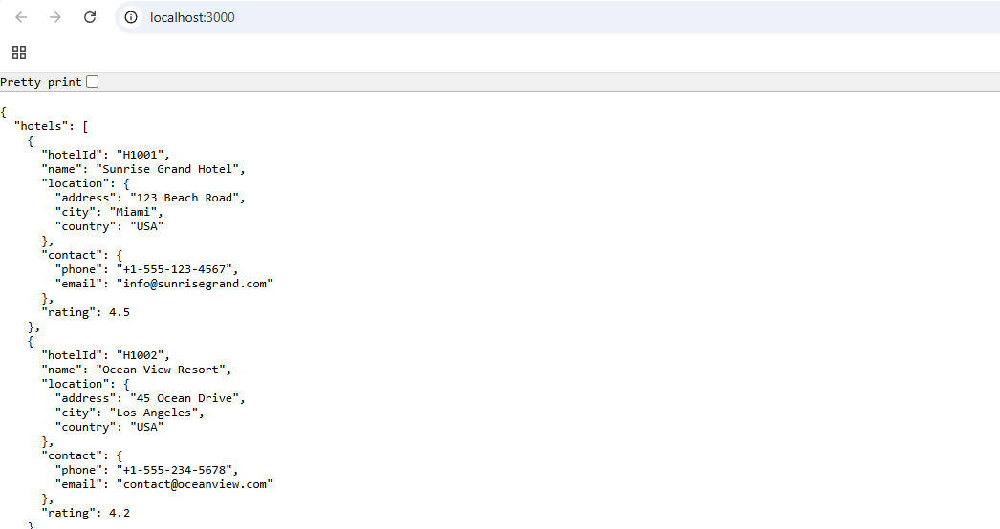 localhost:3000
Pretty print
{
  "hotels": [
    {
      "hotelId": "H1001",
      "name": "Sunrise Grand Hotel",
      "location": {
        "address": "123 Beach Road",
        "city": "Miami",
        "country": "USA"
      },
      "contact": {
        "phone": "+1-555-123-4567",
        "email": "info@sunrisegrand.com"
      },
      "rating": 4.5
    },
    {
      "hotelId": "H1002",
      "name": "Ocean View Resort",
      "location": {
        "address": "45 Ocean Drive",
        "city": "Los Angeles",
        "country": "USA"
      },
      "contact": {
        "phone": "+1-555-234-5678",
        "email": "contact@oceanview.com"
      },
      "rating": 4.2
    }